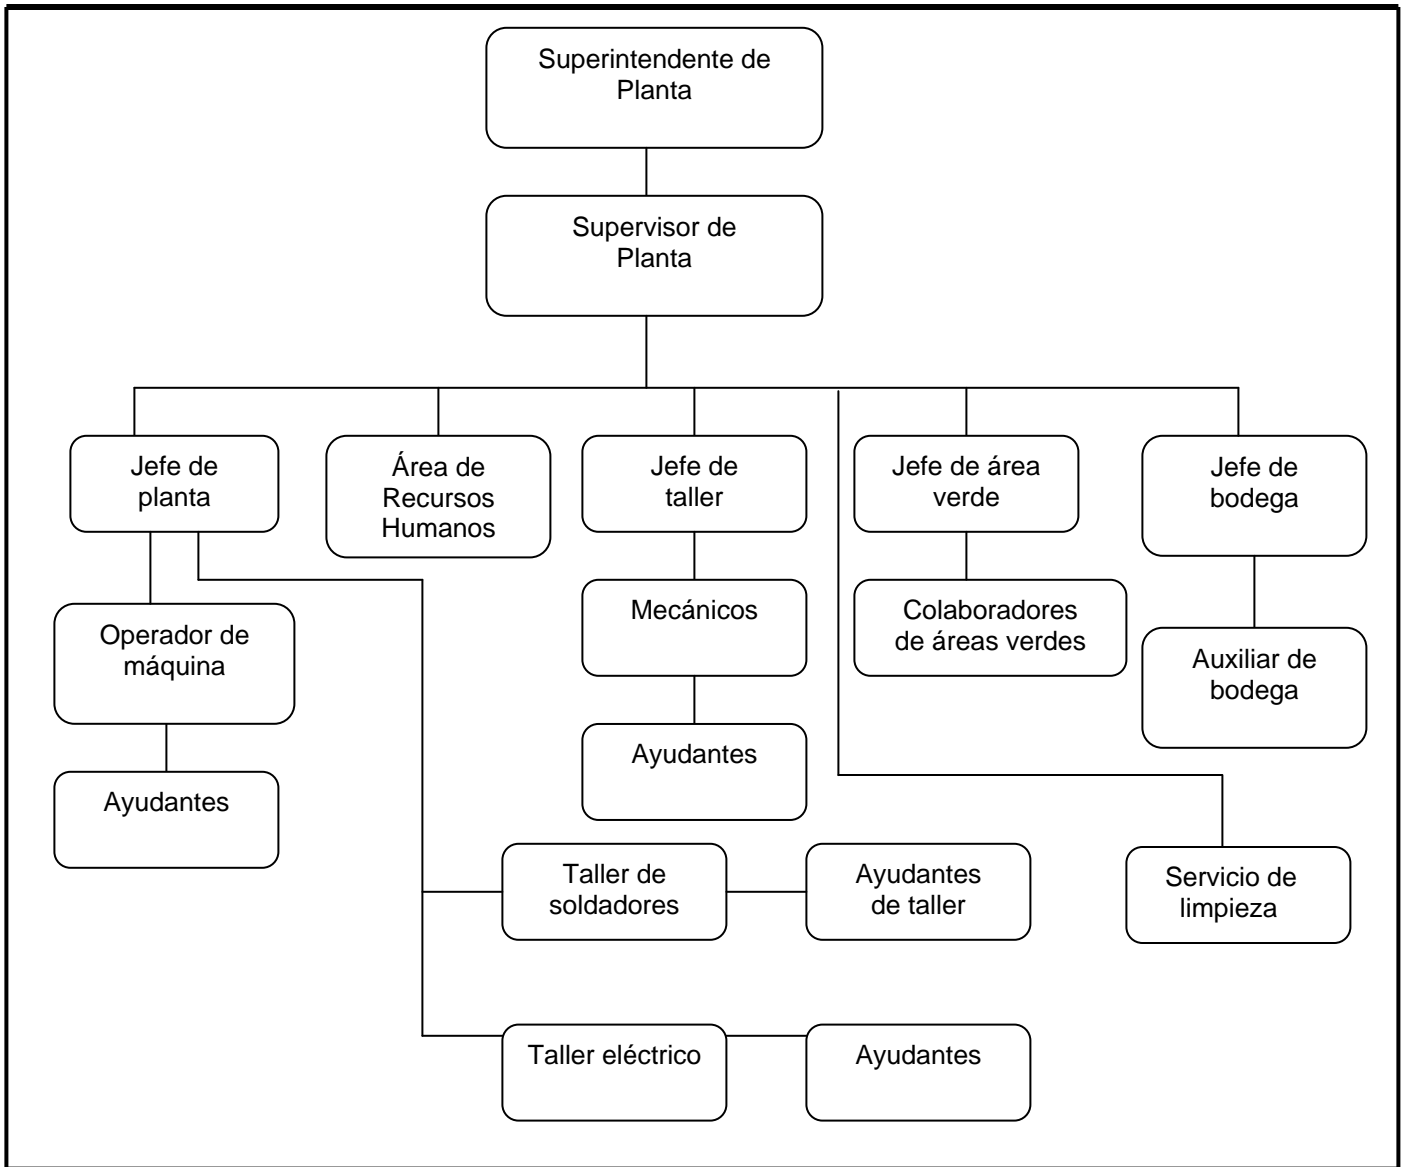 Superintendente de
Planta
Supervisor de
Planta
Jefe de
planta
Área de
Recursos
Humanos
Jefe de
taller
Jefe de área
verde
Jefe de
bodega
Operador de
máquina
Mecánicos
Colaboradores
de áreas verdes
Auxiliar de
bodega
Ayudantes
Ayudantes
Taller de
soldadores
Ayudantes
de taller
Servicio de
limpieza
Taller eléctrico
Ayudantes